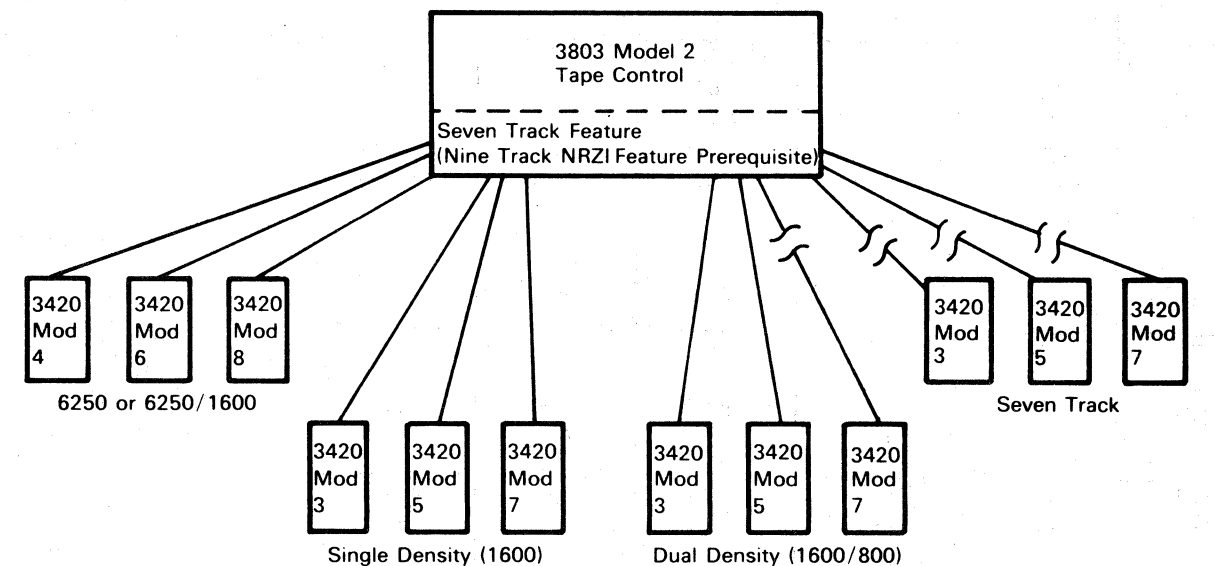 3803 Model 2
Tape Control
Seven Track Feature
(Nine Track NRZI Feature Prerequisite)
3420
Mod
4
3420
Mod
6
3420
Mod
8
6250 or 6250/1600
3420
Mod
3
3420
Mod
5
3420
Mod
7
Single Density (1600)
3420
Mod
3
3420
Mod
5
3420
Mod
7
Dual Density (1600/800)
3420
Mod
3
3420
Mod
5
3420
Mod
7
Seven Track